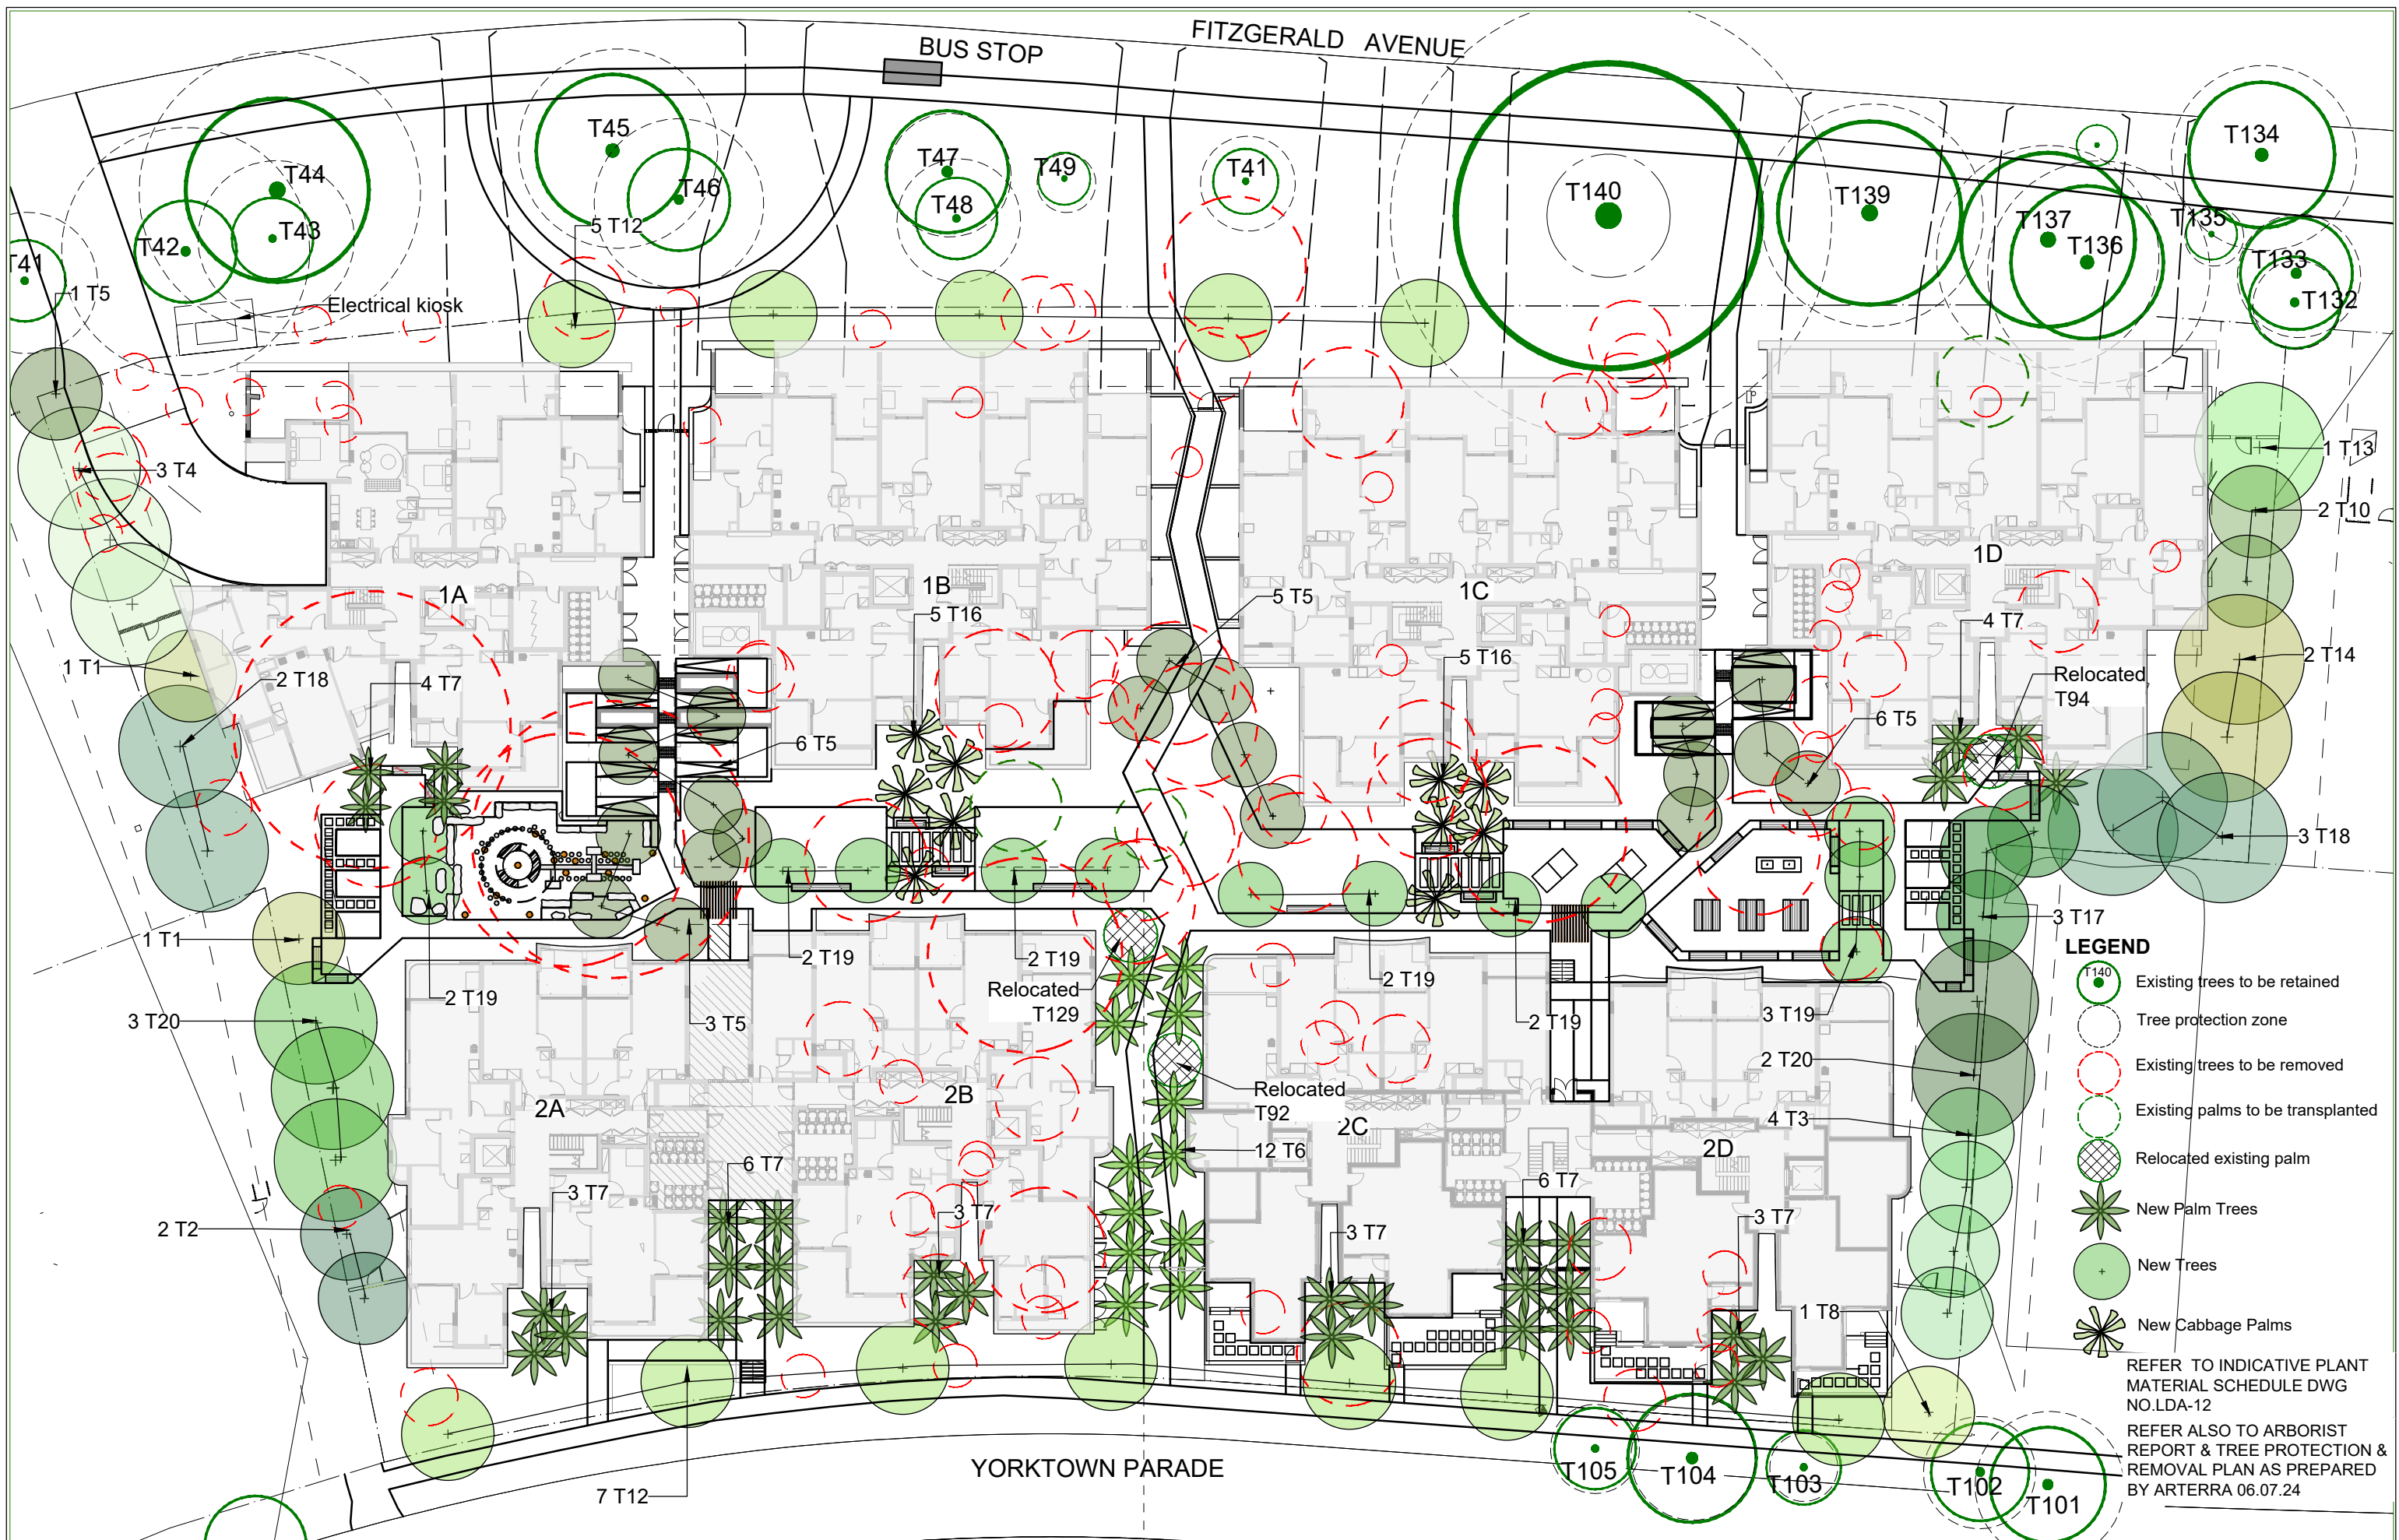 FITZGERALD AVENUE
BUS STOP
T44
T43
T42
T41
T45
T46
T47
T48
T49
T41
T140
T139
T137
T136
T135
T134
T133
T132
5 T12
1 T5
Electrical kiosk
3 T4
1 T13
2 T10
1A
1B
1C
1D
5 T16
5 T5
5 T16
4 T7
1 T1
2 T18
4 T7
2 T14
Relocated
T94
6 T5
6 T5
3 T18
1 T1
2 T19
3 T5
2 T19
2 T19
2 T19
2 T19
3 T19
3 T17
Relocated
T129
3 T20
2 T20
Relocated
T92
2A
2B
2C
2D
4 T3
12 T6
6 T7
3 T7
3 T7
3 T7
6 T7
3 T7
2 T2
1 T8
7 T12
YORKTOWN PARADE
T105
T104
T103
T102
T101
LEGEND
T140
Existing trees to be retained
Tree protection zone
Existing trees to be removed
Existing palms to be transplanted
Relocated existing palm
New Palm Trees
New Trees
New Cabbage Palms
REFER TO INDICATIVE PLANT
MATERIAL SCHEDULE DWG
NO.LDA-12
REFER ALSO TO ARBORIST
REPORT & TREE PROTECTION &
REMOVAL PLAN AS PREPARED
BY ARTERRA 06.07.24